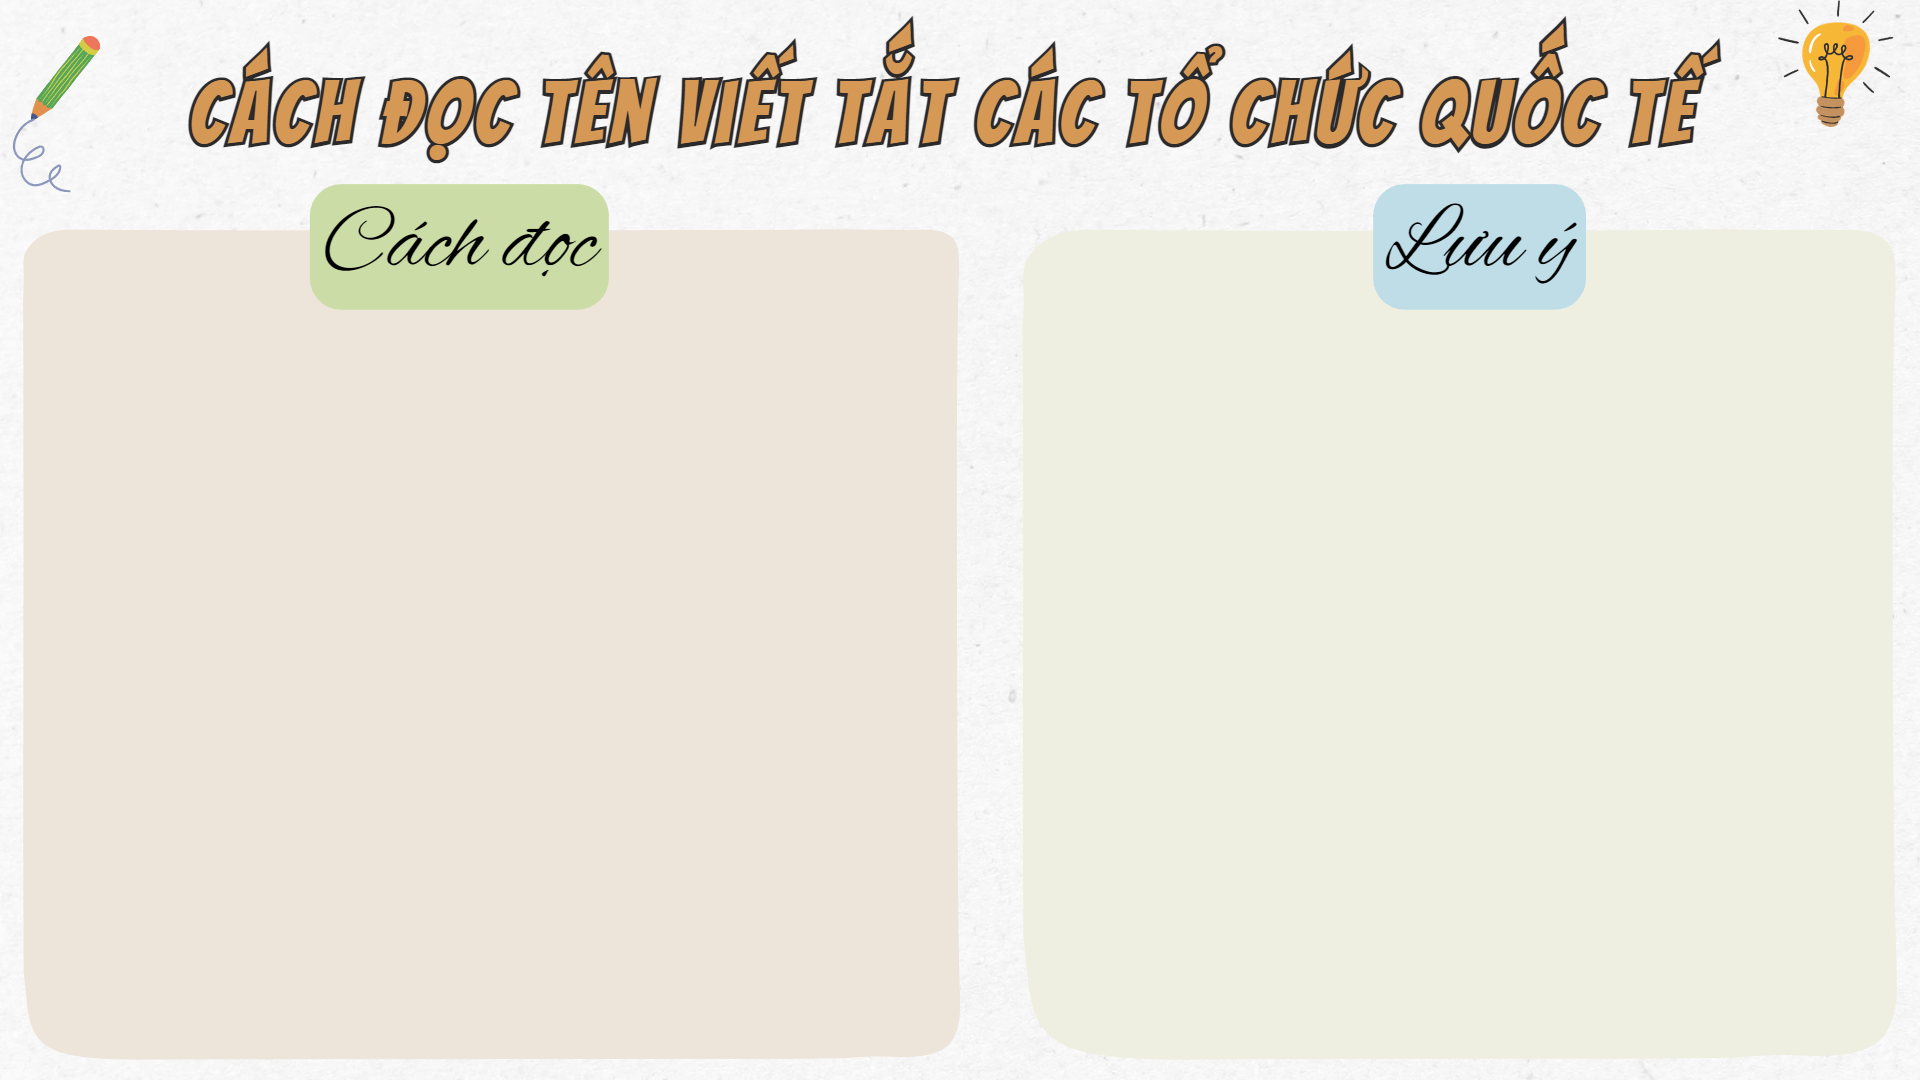 CÁCH ĐỌC TÊN VIẾT TẮT CÁC TỔ CHỨC QUỐC TẾ
Cách đọc
Lưu ý